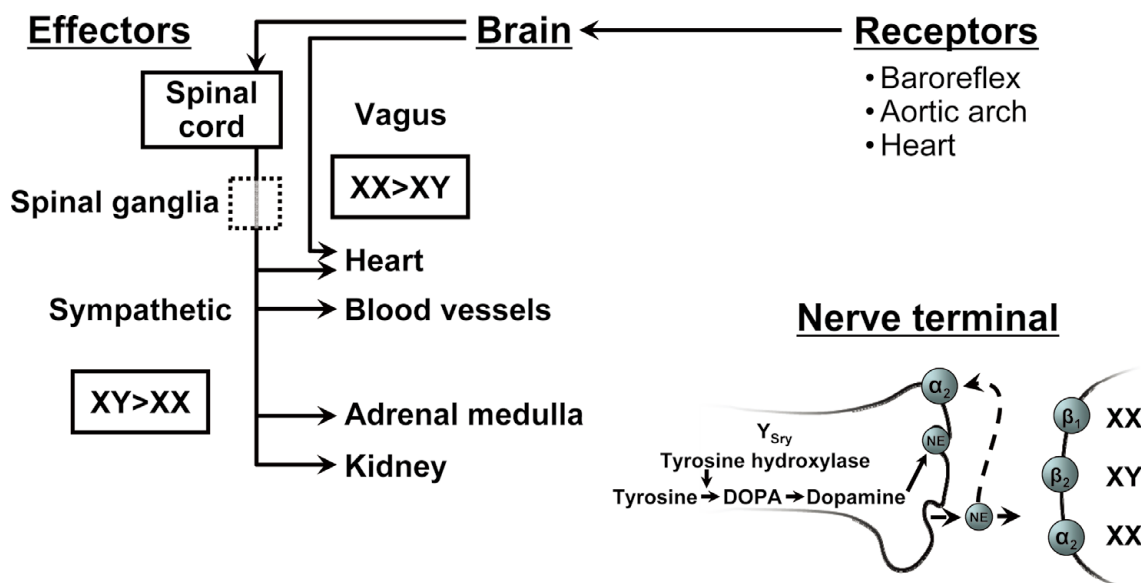 Effectors
Brain
Receptors
• Baroreflex
• Aortic arch
• Heart
Spinal
cord
Vagus
XX>XY
Spinal ganglia
Heart
Sympathetic
Blood vessels
XY>XX
Adrenal medulla
Kidney
Nerve terminal
α2
β1 XX
NE
YSry
Tyrosine hydroxylase
β2 XY
Tyrosine DOPA Dopamine
NE
α2 XX